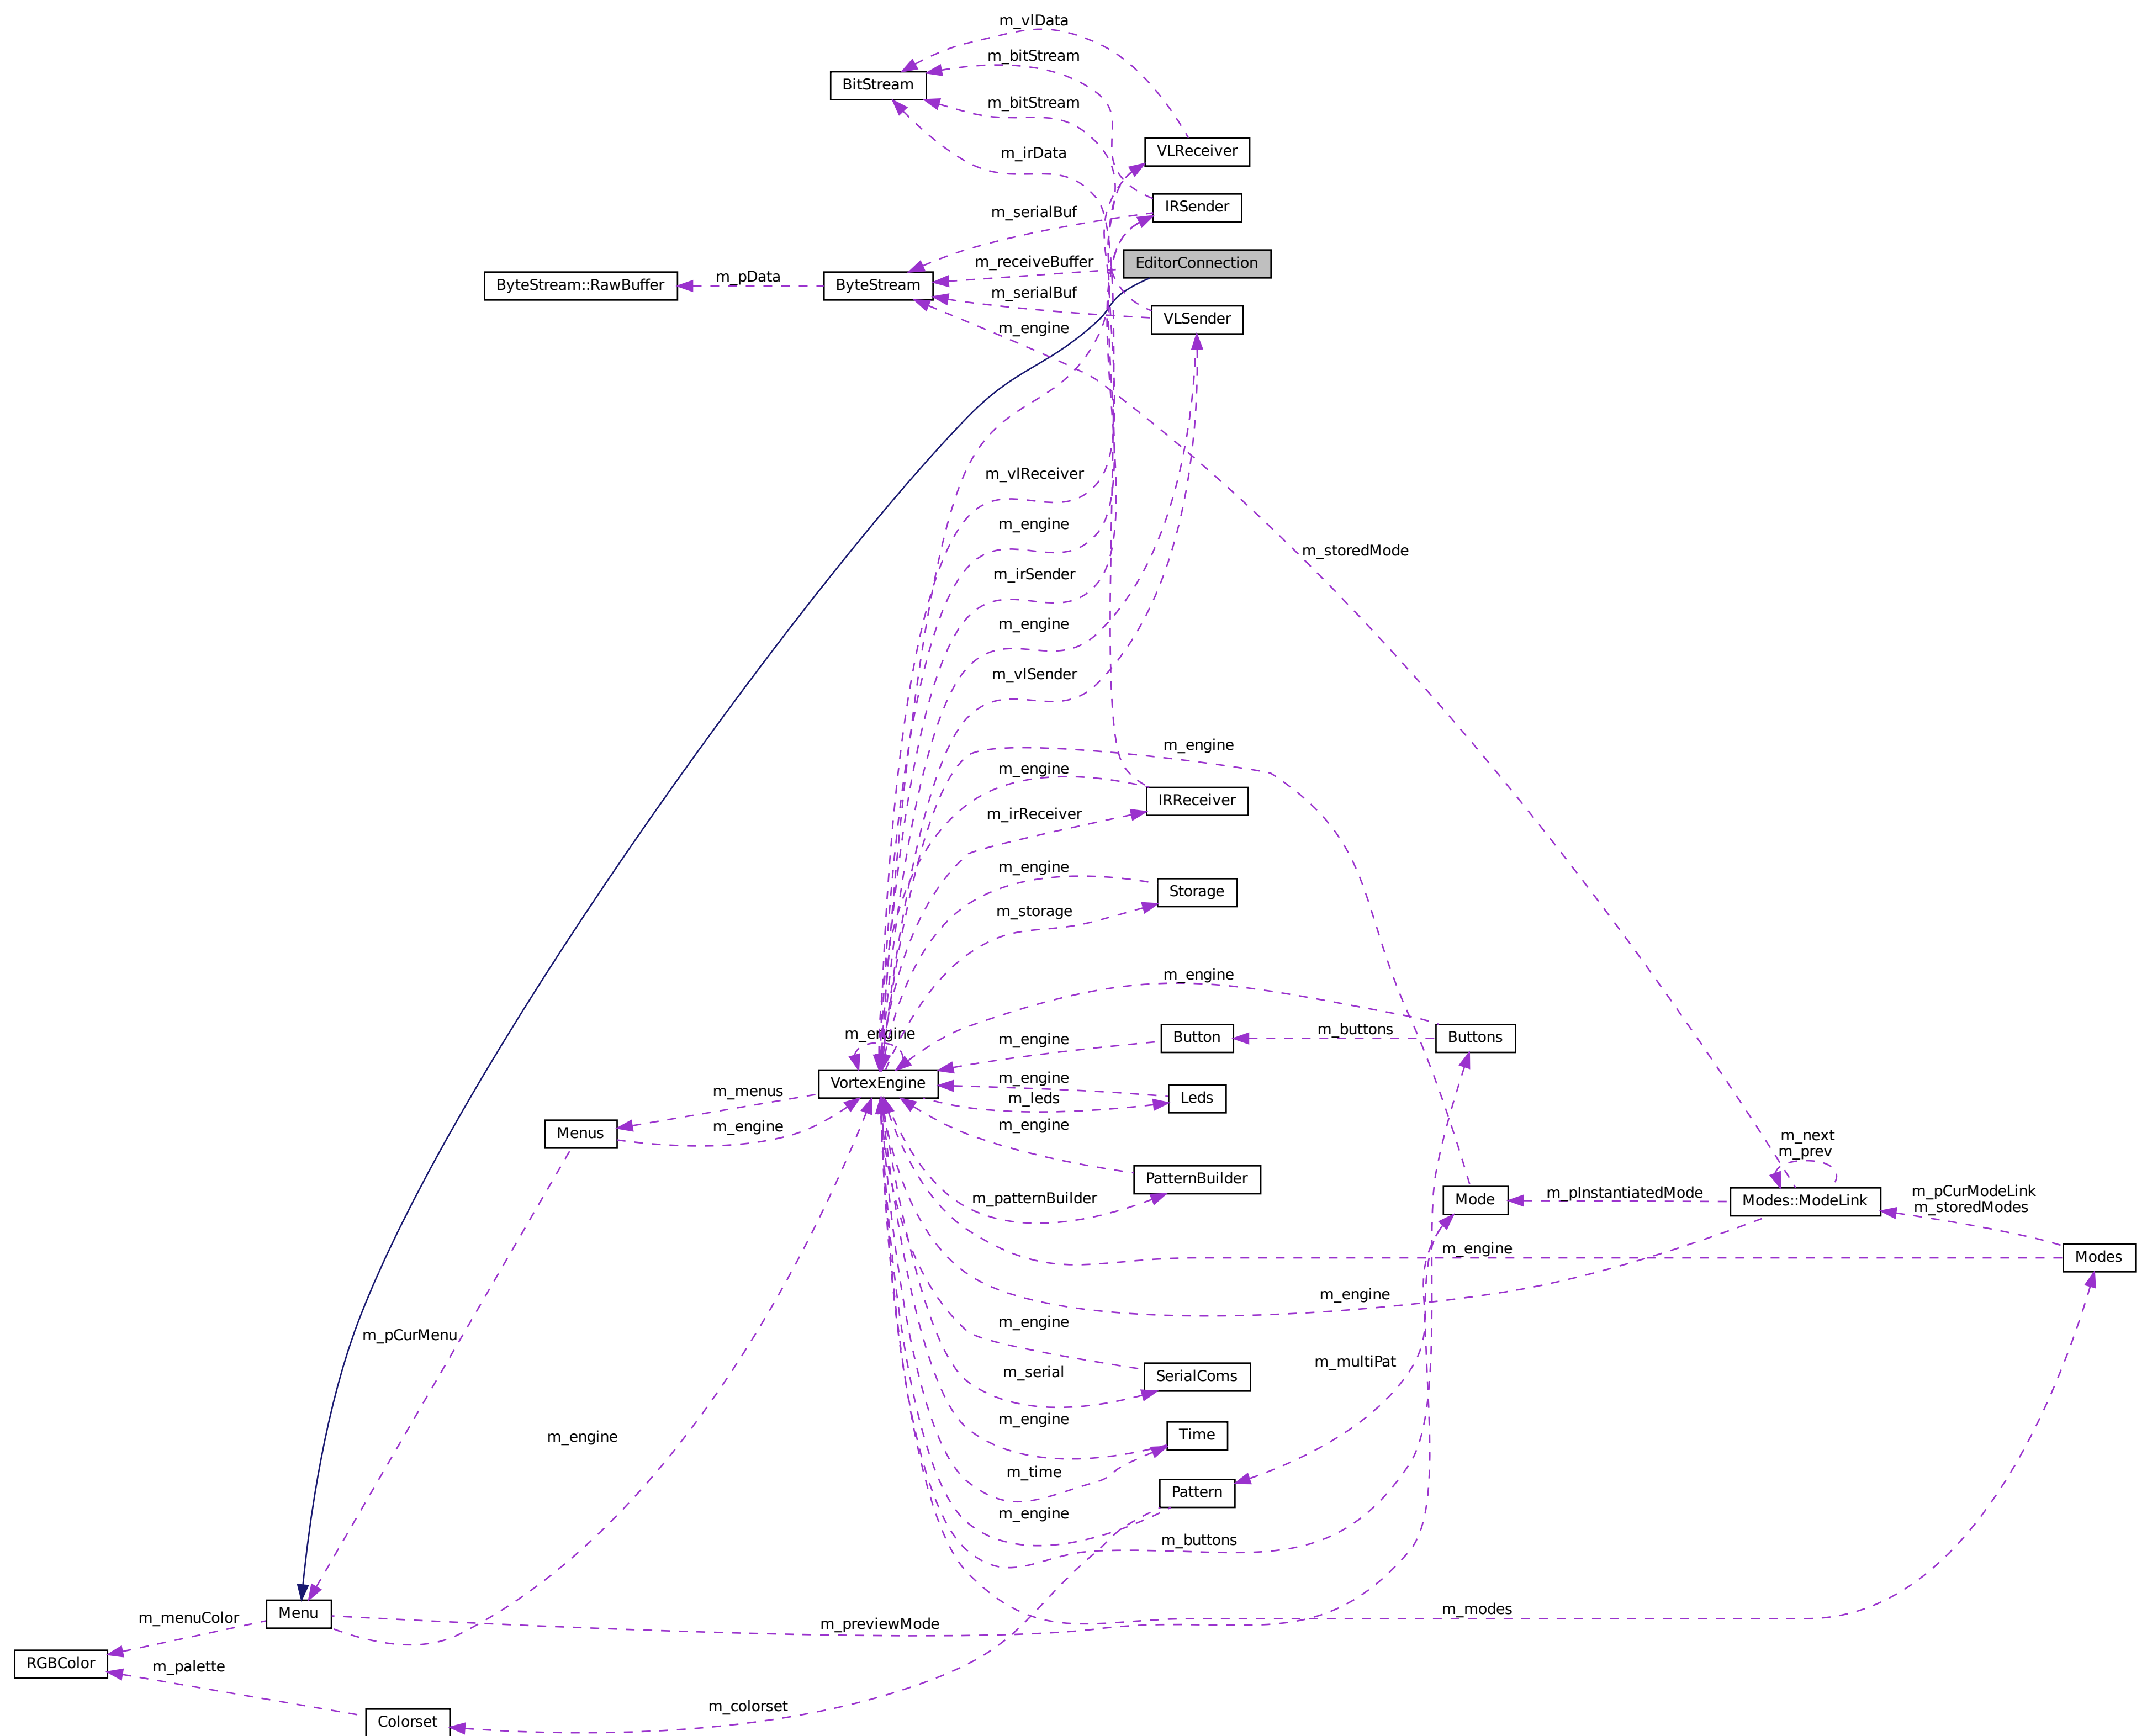 m_vlData
m_bitStream
BitStream
m_bitStream
m_irData
VLReceiver
IRSender
m_serialBuf
m_receiveBuffer
EditorConnection
ByteStream::RawBuffer
m_pData
ByteStream
m_serialBuf
VLSender
m_engine
m_vlReceiver
m_engine
m_storedMode
m_irSender
m_engine
m_vlSender
m_engine
m_engine
IRReceiver
m_irReceiver
m_engine
Storage
m_storage
m_engine
m_engine
m_engine
Button
m_buttons
Buttons
VortexEngine
m_engine
m_menus
m_leds
Leds
Menus
m_engine
m_engine
m_next
m_prev
PatternBuilder
m_patternBuilder
Mode
m_pInstantiatedMode
Modes::ModeLink
m_pCurModeLink
m_storedModes
m_engine
Modes
m_engine
m_engine
m_pCurMenu
m_multiPat
m_serial
SerialComs
m_engine
m_engine
Time
m_time
Pattern
m_engine
m_buttons
Menu
m_menuColor
m_previewMode
m_modes
RGBColor
m_palette
m_colorset
Colorset